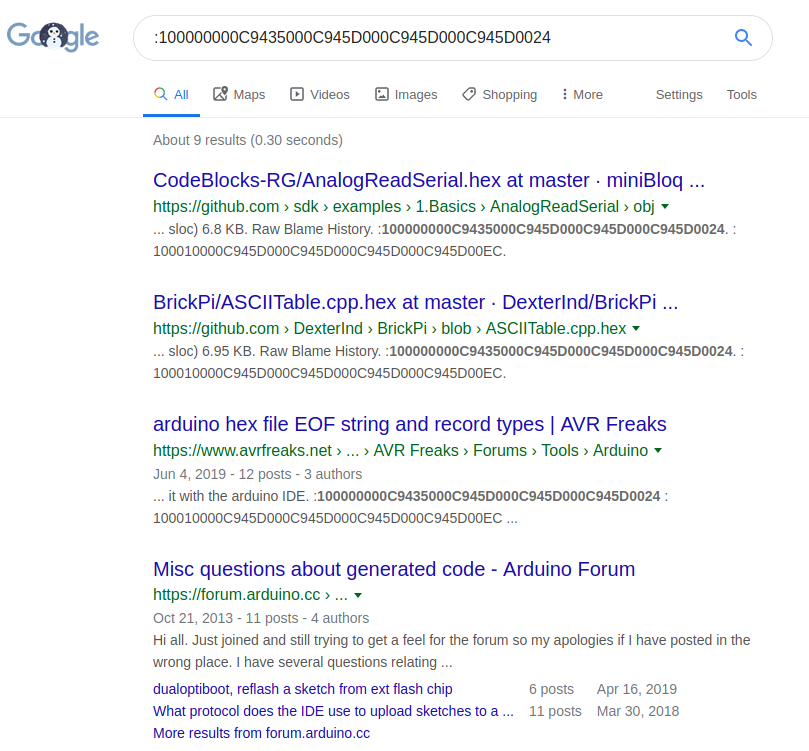 Google
:100000000C9435000C945D000C945D000C945D0024
All
Maps
Videos
Images
Shopping
More
Settings
Tools
About 9 results (0.30 seconds)
CodeBlocks-RG/AnalogReadSerial.hex at master · miniBloq ...
https://github.com › sdk › examples › 1.Basics › AnalogReadSerial › obj
... sloc) 6.8 KB. Raw Blame History. :100000000C9435000C945D000C945D000C945D0024. :
100010000C945D000C945D000C945D000C945D00EC.
BrickPi/ASCIITable.cpp.hex at master · DexterInd/BrickPi ...
https://github.com › DexterInd › BrickPi › blob › ASCIITable.cpp.hex
... sloc) 6.95 KB. Raw Blame History. :100000000C9435000C945D000C945D000C945D0024. :
100010000C945D000C945D000C945D000C945D00EC.
arduino hex file EOF string and record types | AVR Freaks
https://www.avrfreaks.net › ... › AVR Freaks › Forums › Tools › Arduino
Jun 4, 2019 - 12 posts - 3 authors
... it with the arduino IDE. :100000000C9435000C945D000C945D000C945D0024 :
100010000C945D000C945D000C945D000C945D00EC ...
Misc questions about generated code - Arduino Forum
https://forum.arduino.cc › ...
Oct 21, 2013 - 11 posts - 4 authors
Hi all. Just joined and still trying to get a feel for the forum so my apologies if I have posted in the
wrong place. I have several questions relating ...
dualoptiboot, reflash a sketch from ext flash chip 6 posts Apr 16, 2019
What protocol does the IDE use to upload sketches to a ... 11 posts Mar 30, 2018
More results from forum.arduino.cc